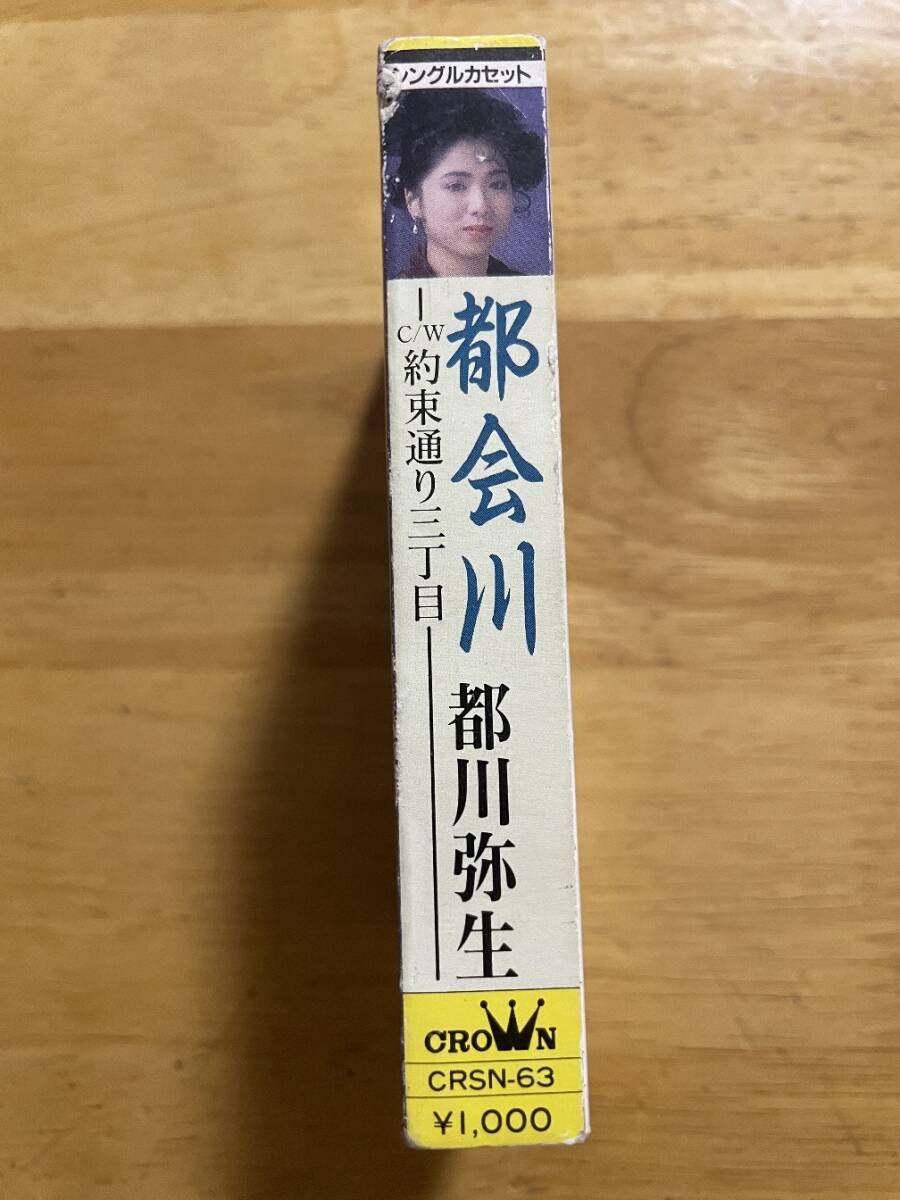 シングルカセット
都会川
C/W
約束通り三丁目
都川弥生
CROWN
CRSN-63
¥1,000